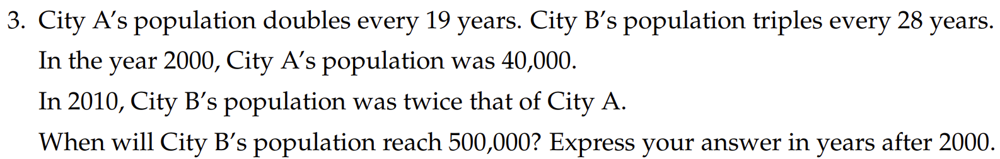 3. City A’s population doubles every 19 years. City B’s population triples every 28 years.
In the year 2000, City A’s population was 40,000.
In 2010, City B’s population was twice that of City A.
When will City B’s population reach 500,000? Express your answer in years after 2000.